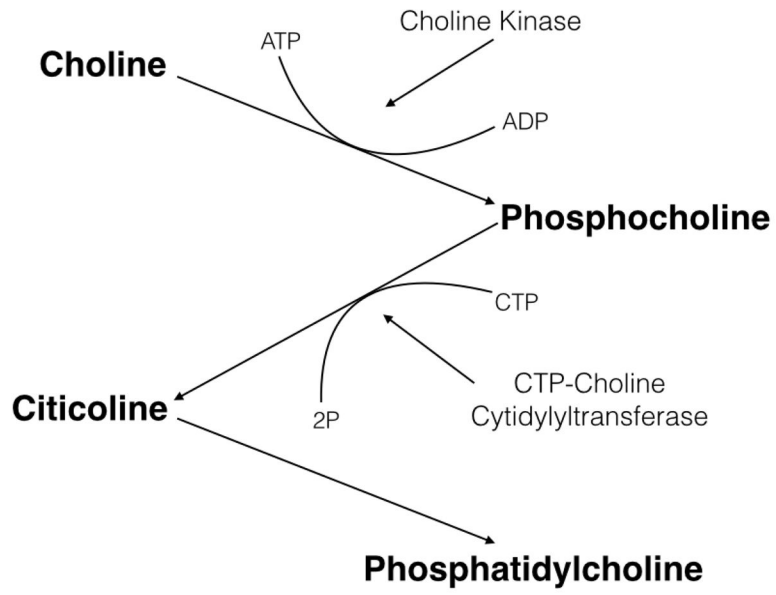 Choline Kinase
ATP
Choline
ADP
Phosphocholine
CTP
CTP-Choline
Cytidylyltransferase
Citicoline
2P
Phosphatidylcholine